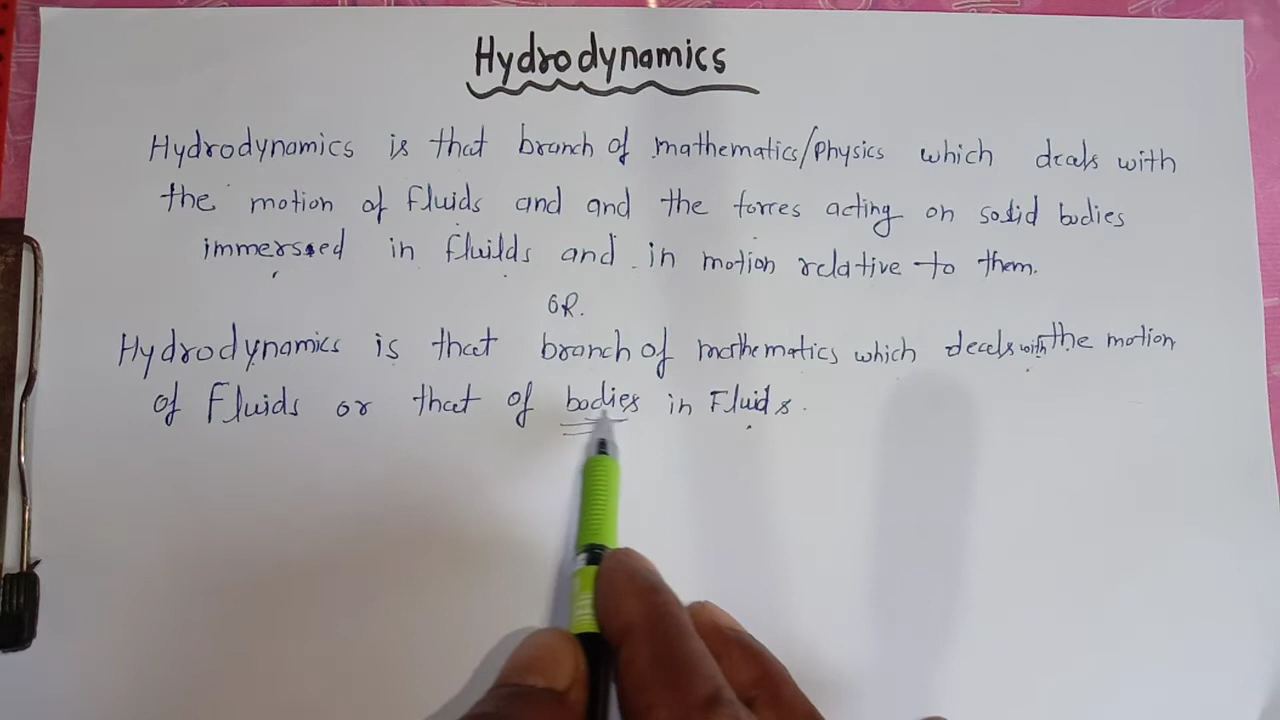 Hydrodynamics
Hydrodynamics is that branch of mathematics/physics which deals with
the motion of fluids and and the forres acting on solid bodies
immersed in fluilds and in motion relative to them.
OR.
Hydrodynamics is that branch of mathematics which deals with the motion
of Fluids or that of bodies in Fluids.